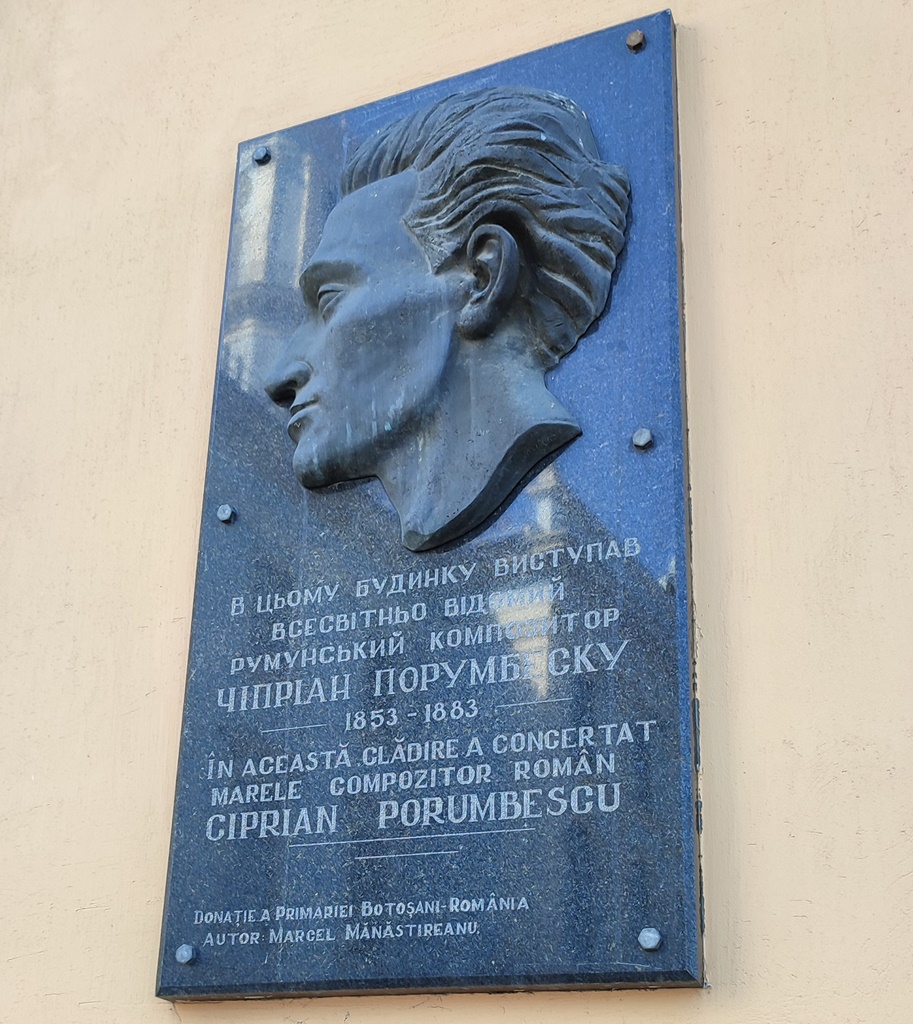 В ЦЬОМУ БУДИНКУ ВИСТУПАВ
ВСЕСВІТНЬО ВІДОМИЙ
РУМУНСЬКИЙ КОМПОЗИТОР
ЧІПРІАН ПОРУМБЕСКУ
1853 - 1883
ÎN ACEASTĂ CLĂDIRE A CONCERTAT
MARELE COMPOZITOR ROMÂN
CIPRIAN PORUMBESCU
DONAȚIE A PRIMARIEI BOTOȘANI-ROMÂNIA
AUTOR: MARCEL MĂNĂSTIREANU.